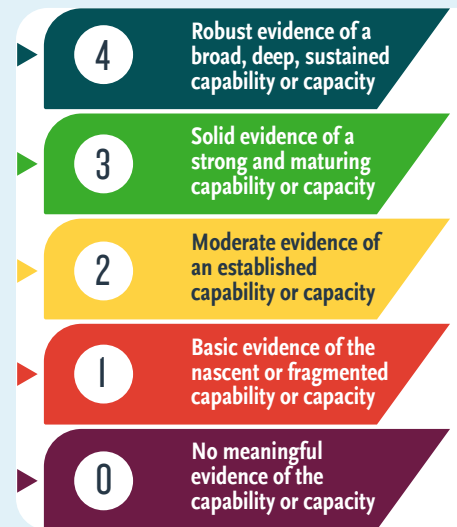 4
Robust evidence of a
broad, deep, sustained
capability or capacity
3
Solid evidence of a
strong and maturing
capability or capacity
2
Moderate evidence of
an established
capability or capacity
1
Basic evidence of the
nascent or fragmented
capability or capacity
0
No meaningful
evidence of the
capability or capacity